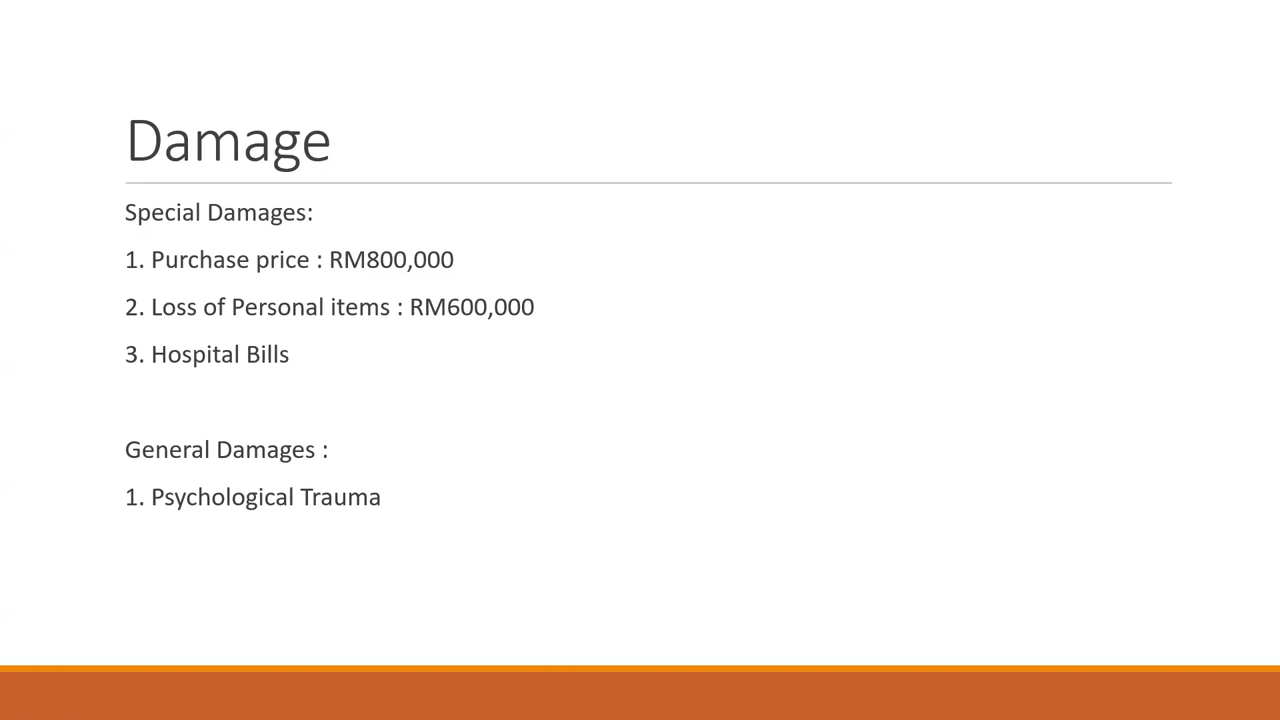 Damage
Special Damages:
1. Purchase price : RM800,000
2. Loss of Personal items : RM600,000
3. Hospital Bills
General Damages :
1. Psychological Trauma